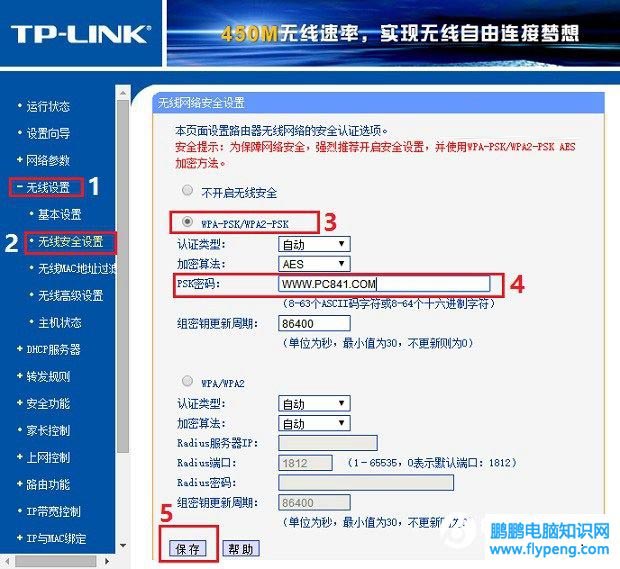 TP-LINK®
450M无线速率，实现无线自由连接梦想
• 运行状态
• 设置向导
+ 网络参数
- 无线设置
1
• 基本设置
2
• 无线安全设置
• 无线MAC地址过滤
• 无线高级设置
• 主机状态
+ DHCP服务器
+ 转发规则
+ 安全功能
+ 家长控制
+ 上网控制
+ 路由功能
• IP带宽控制
+ IP与MAC绑定
无线网络安全设置
本页面设置路由器无线网络的安全认证选项。
安全提示：为保障网络安全，强烈推荐开启安全设置，并使用WPA-PSK/WPA2-PSK AES
加密方法。
不开启无线安全
WPA-PSK/WPA2-PSK
3
认证类型： 自动
加密算法： AES
PSK密码： WWW.PC841.COM
4
（8-63个ASCII码字符或8-64个十六进制字符）
组密钥更新周期： 86400
（单位为秒，最小值为30，不更新则为0）
WPA/WPA2
认证类型： 自动
加密算法： 自动
Radius服务器IP：
Radius端口： 1812 （1-65535，0表示默认端口：1812）
Radius密码：
组密钥更新周期： 86400
（单位为秒，最小值为30，不更新则为0）
5
保存 帮助
鹏鹏电脑知识网
www.flypeng.com